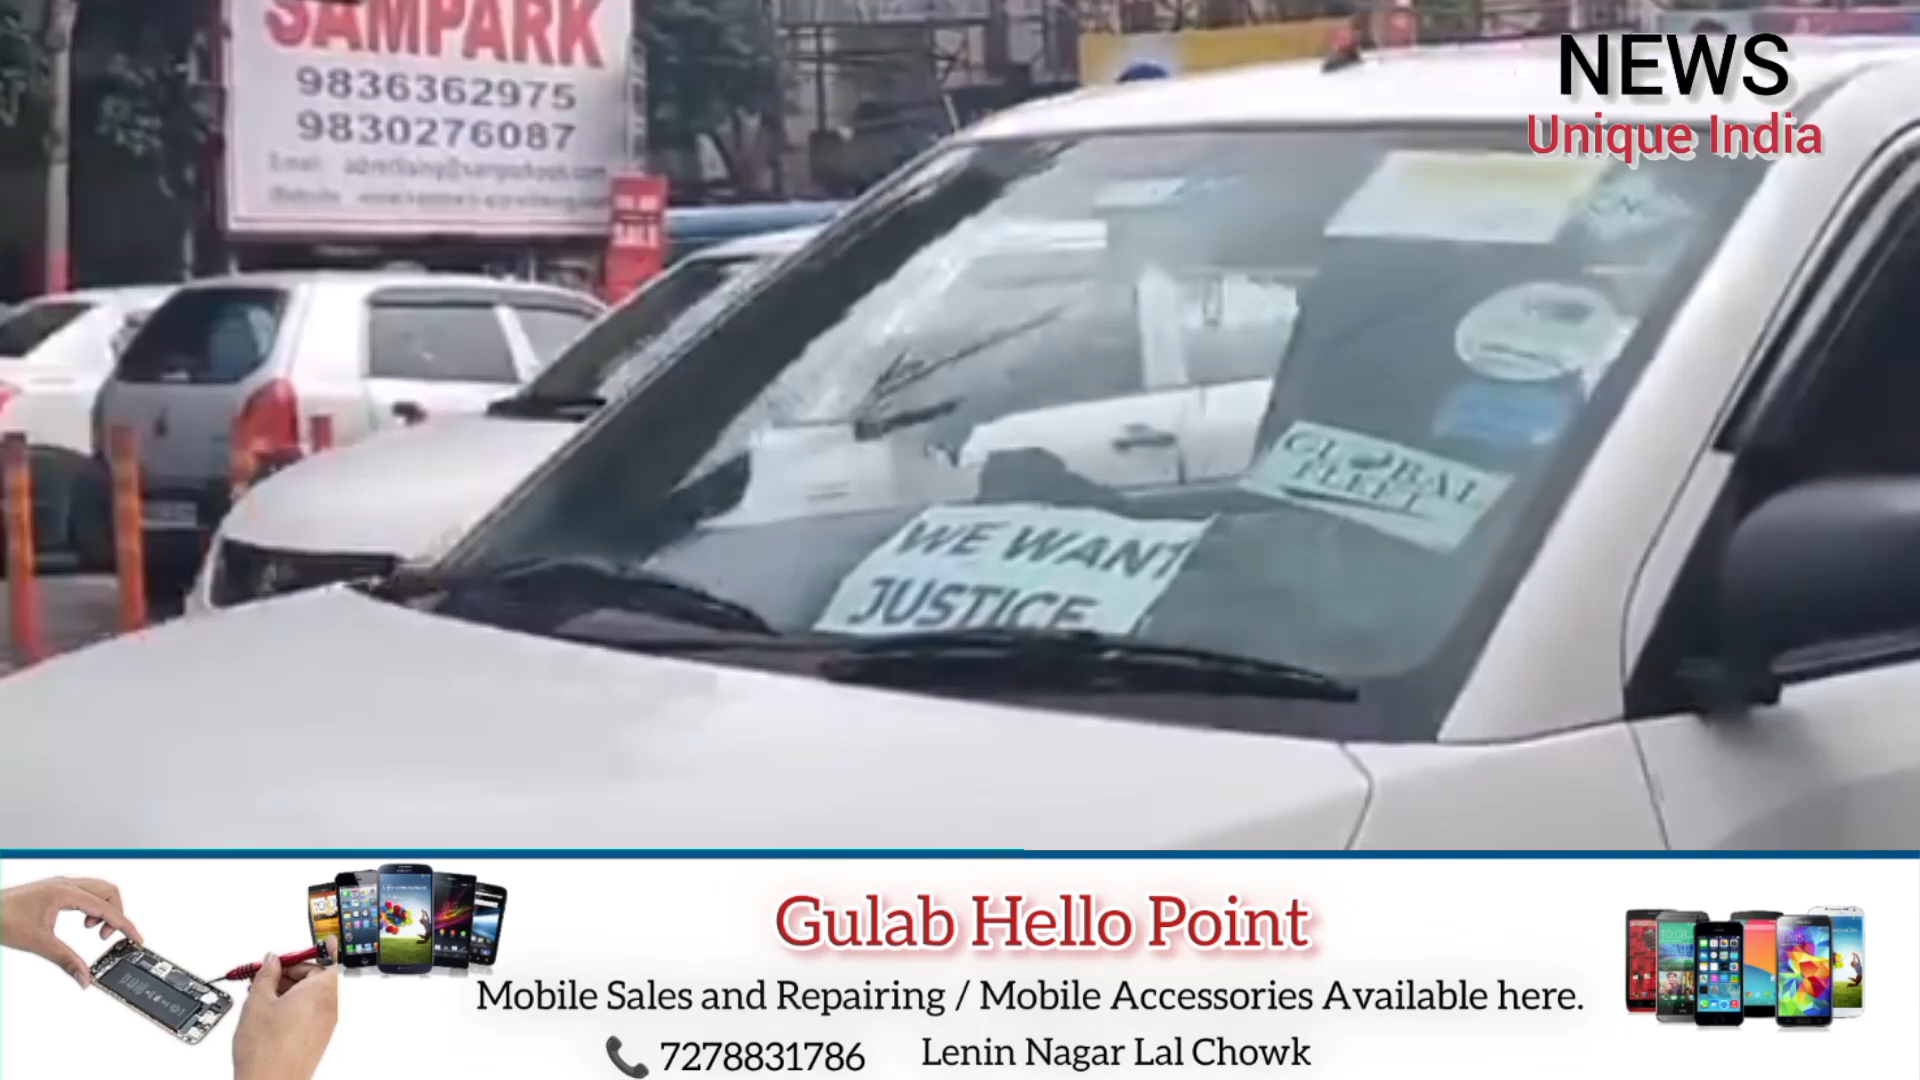 SAMPARK
9836362975
9830276087
NEWS
Unique India
SALE
GLOBAL
FLEET
WE WANT
JUSTICE
Gulab Hello Point
Mobile Sales and Repairing / Mobile Accessories Available here.
7278831786
Lenin Nagar Lal Chowk